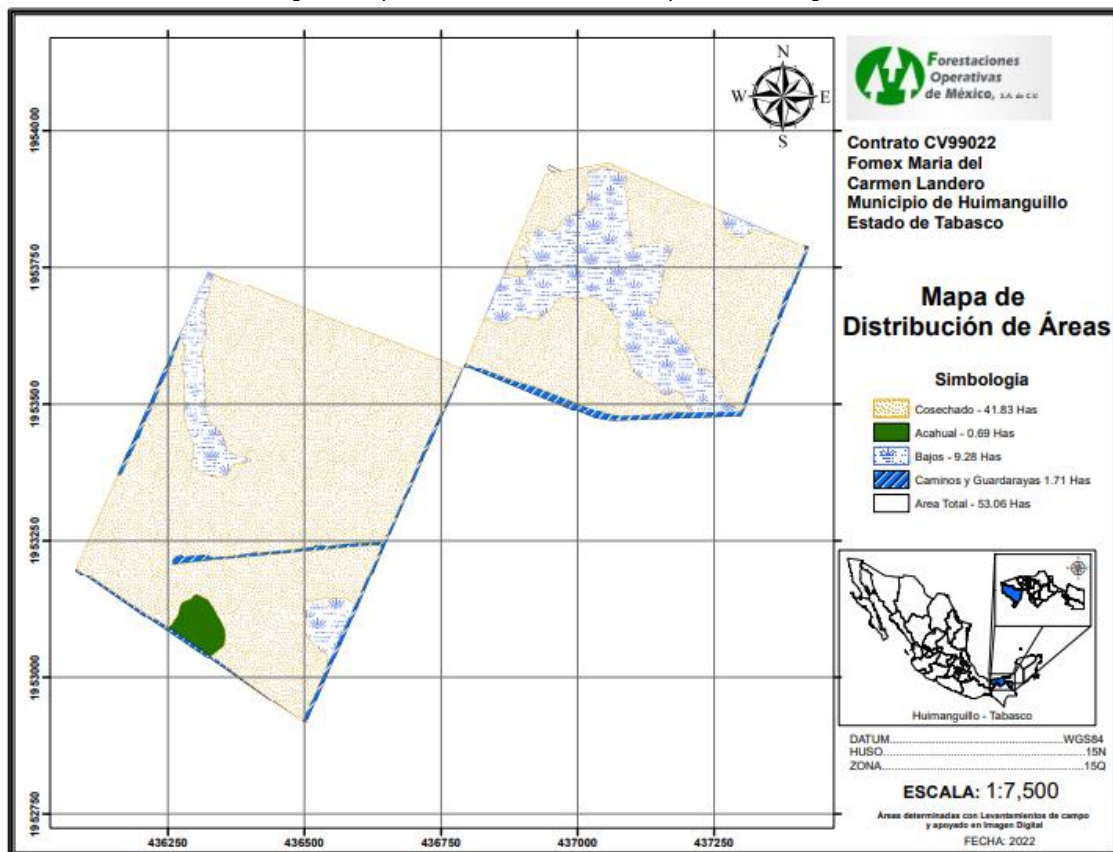 N
W E
S
Forestaciones
Operativas
de México, S.A. de C.V.
Contrato CV99022
Fomex Maria del
Carmen Landero
Municipio de Huimanguillo
Estado de Tabasco
Mapa de
Distribución de Áreas
Simbologia
Cosechado - 41.83 Has
Acahual - 0.69 Has
Bajos - 9.28 Has
Caminos y Guardarayas 1.71 Has
Area Total - 53.06 Has
Huimanguillo - Tabasco
DATUM WGS84
HUSO 15N
ZONA 15Q
ESCALA: 1:7,500
Áreas determinadas con Levantamientos de campo
y apoyado en Imagen Digital
FECHA: 2022
1954000
1953750
1953500
1953250
1953000
1952750
436250 436500 436750 437000 437250